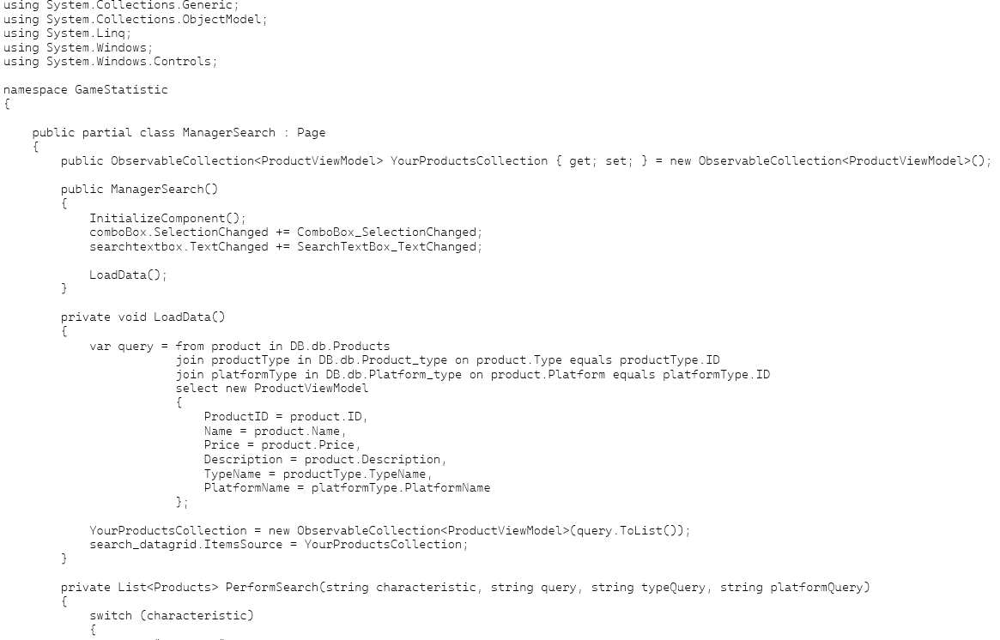 using System.Collections.Generic;
using System.Collections.ObjectModel;
using System.Linq;
using System.Windows;
using System.Windows.Controls;

namespace GameStatistic
{

    public partial class ManagerSearch : Page
    {
        public ObservableCollection<ProductViewModel> YourProductsCollection { get; set; } = new ObservableCollection<ProductViewModel>();

        public ManagerSearch()
        {
            InitializeComponent();
            comboBox.SelectionChanged += ComboBox_SelectionChanged;
            searchtextbox.TextChanged += SearchTextBox_TextChanged;

            LoadData();
        }

        private void LoadData()
        {
            var query = from product in DB.db.Products
                        join productType in DB.db.Product_type on product.Type equals productType.ID
                        join platformType in DB.db.Platform_type on product.Platform equals platformType.ID
                        select new ProductViewModel
                        {
                            ProductID = product.ID,
                            Name = product.Name,
                            Price = product.Price,
                            Description = product.Description,
                            TypeName = productType.TypeName,
                            PlatformName = platformType.PlatformName
                        };

            YourProductsCollection = new ObservableCollection<ProductViewModel>(query.ToList());
            search_datagrid.ItemsSource = YourProductsCollection;
        }

        private List<Products> PerformSearch(string characteristic, string query, string typeQuery, string platformQuery)
        {
            switch (characteristic)
            {